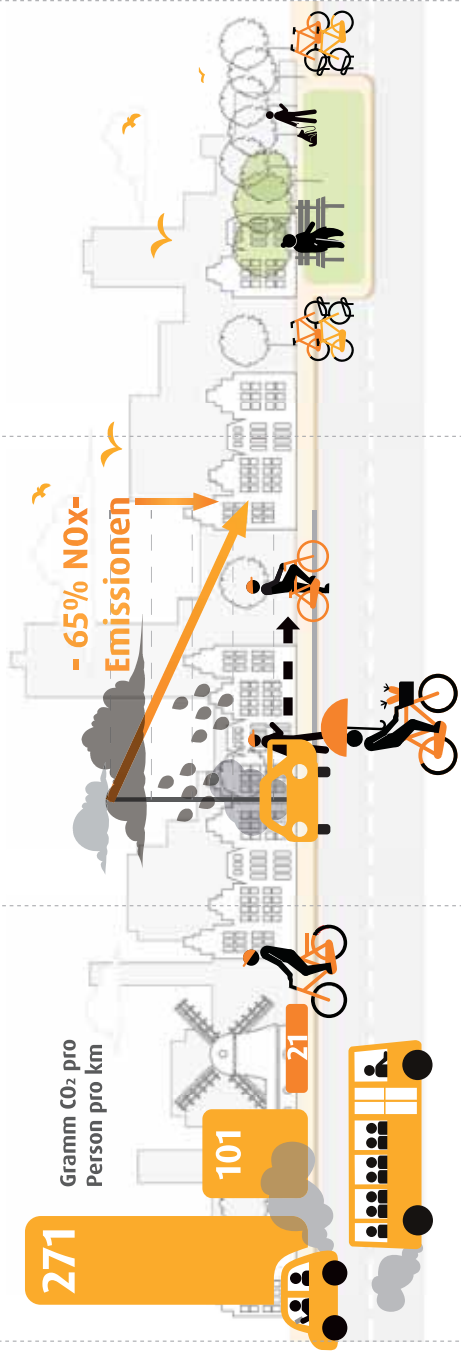 271
Gramm CO₂ pro
Person pro km
101
21
- 65% NOx-
Emissionen